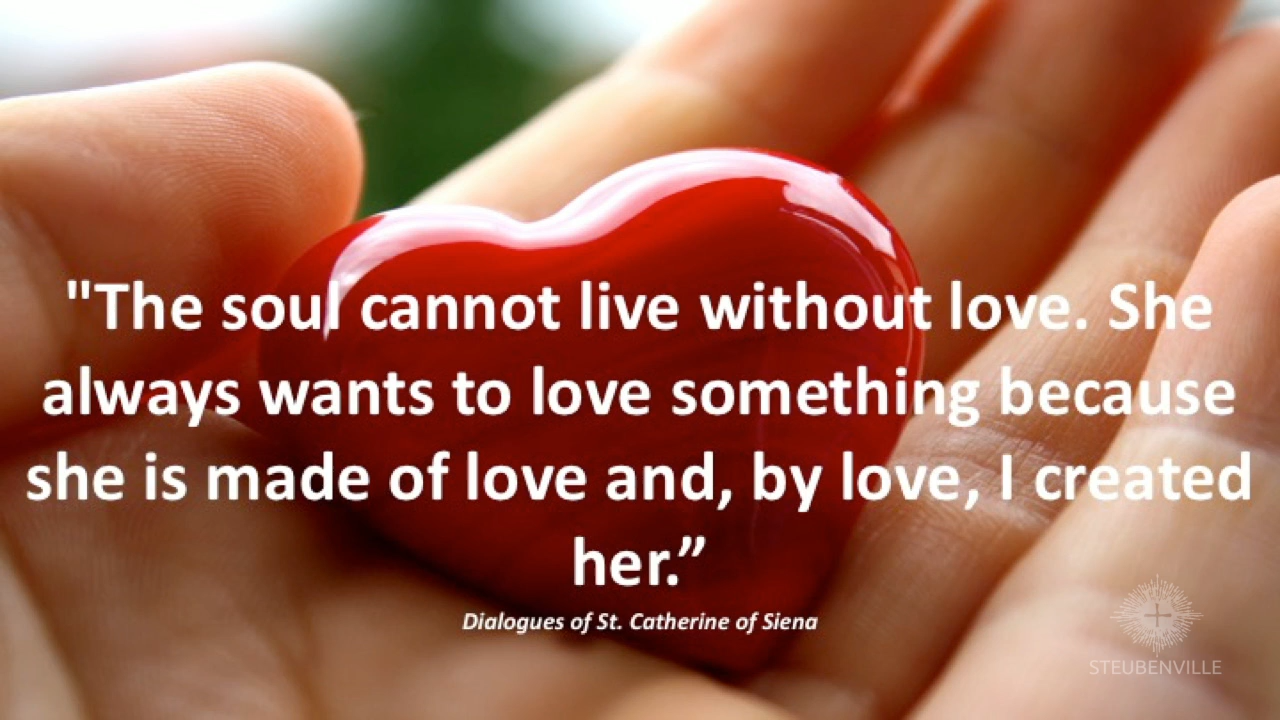 "The soul cannot live without love. She
always wants to love something because
she is made of love and, by love, I created
her.”
Dialogues of St. Catherine of Siena
STEUBENVILLE